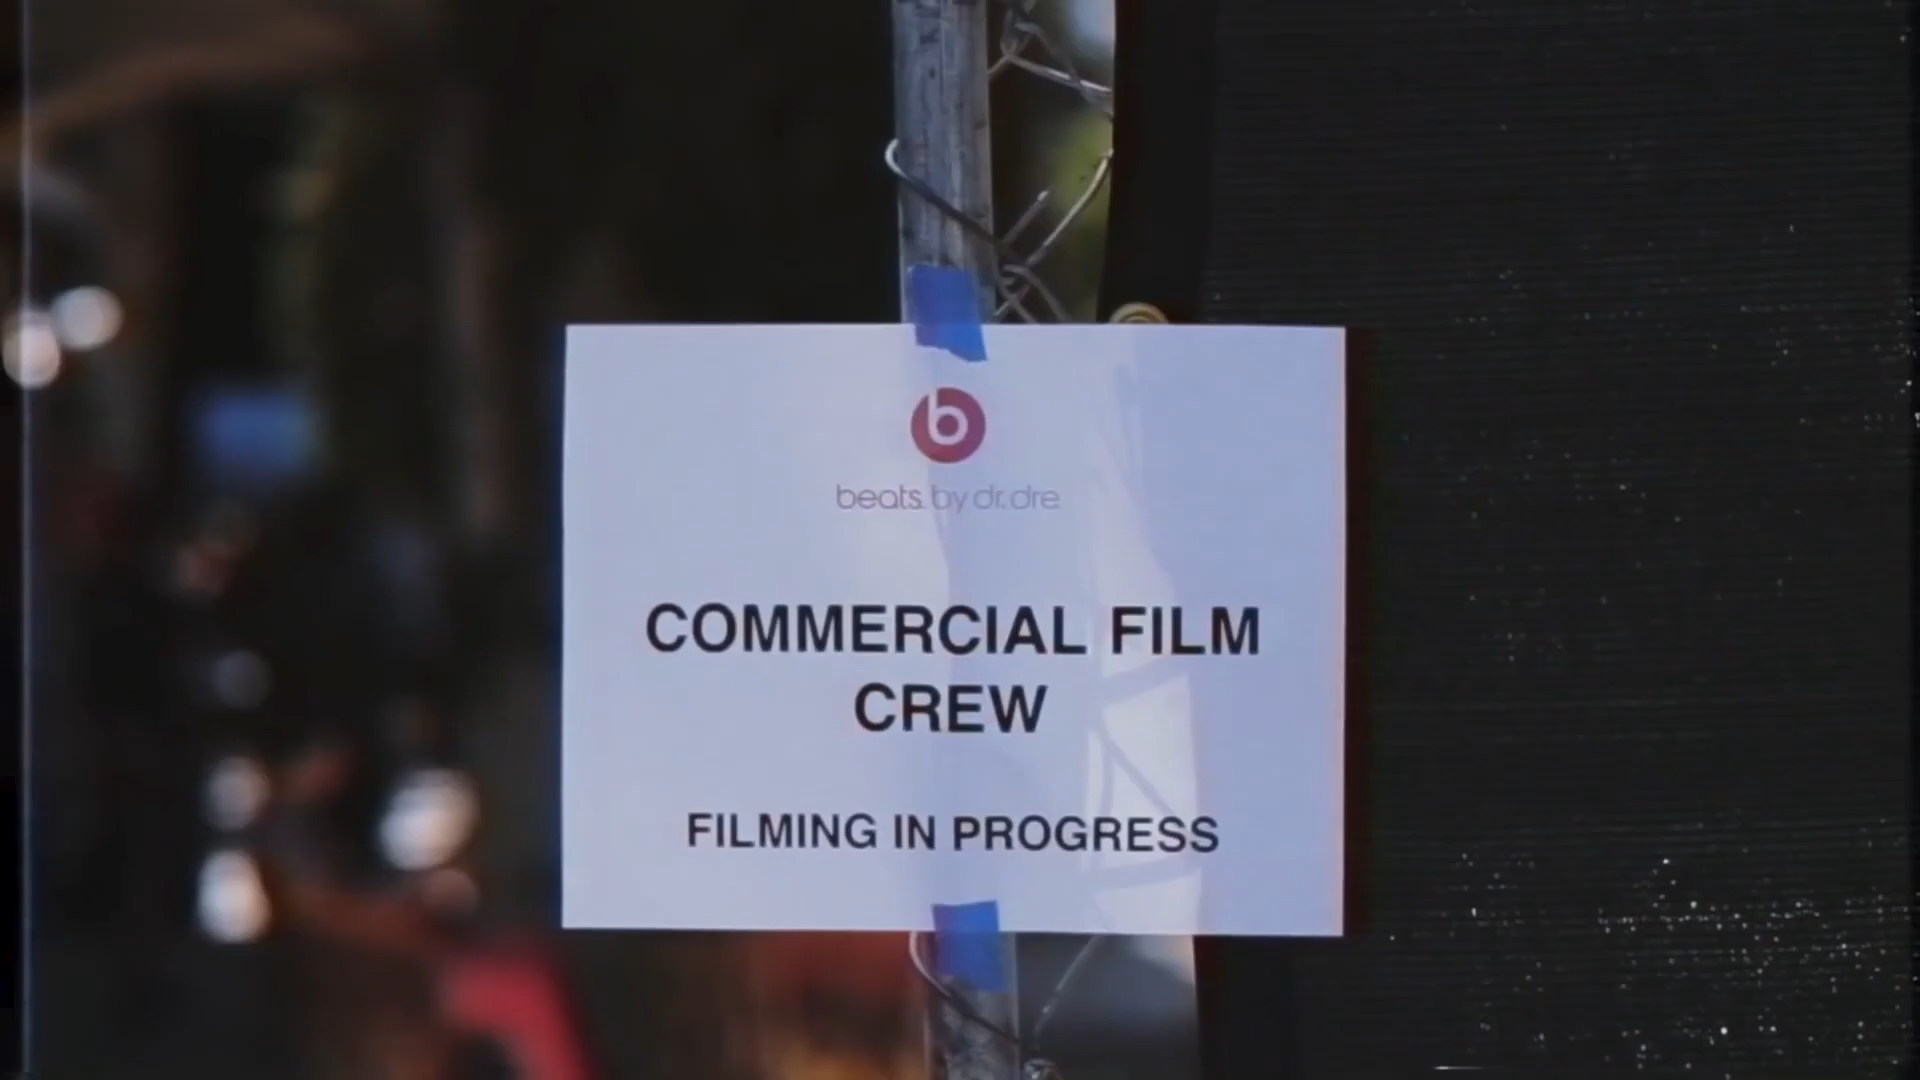 b
beats by dr. dre
COMMERCIAL FILM
CREW
FILMING IN PROGRESS